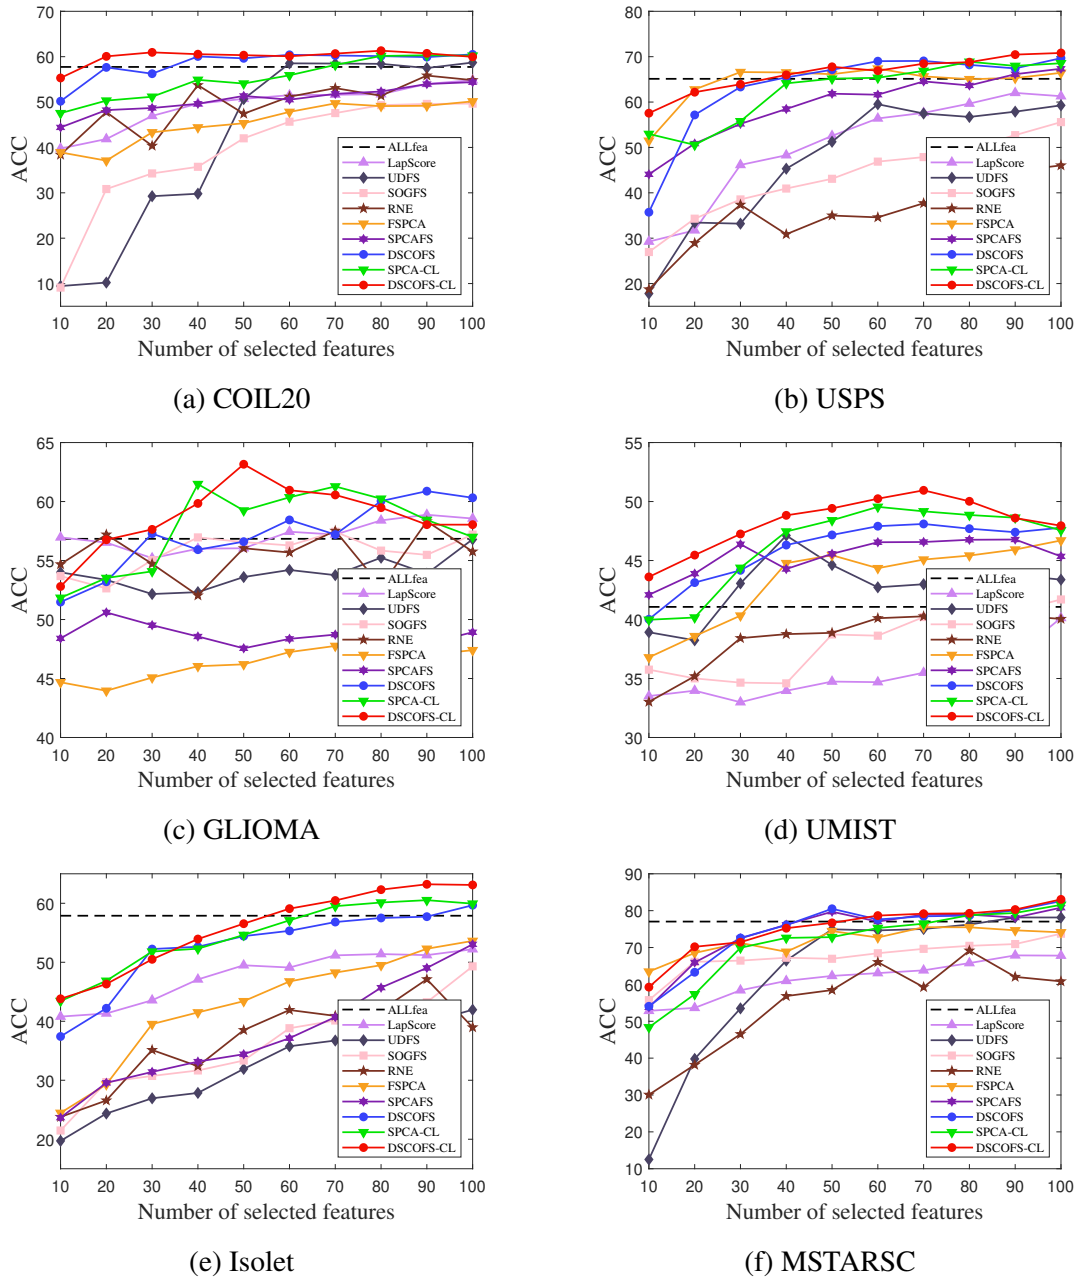 70
60
50
40
30
20
10
ACC
10 20 30 40 50 60 70 80 90 100
Number of selected features
ALLfea
LapScore
UDFS
SOGFS
RNE
FSPCA
SPCAFS
DSCOFS
SPCA-CL
DSCOFS-CL
(a) COIL20
80
70
60
50
40
30
20
ACC
10 20 30 40 50 60 70 80 90 100
Number of selected features
ALLfea
LapScore
UDFS
SOGFS
RNE
FSPCA
SPCAFS
DSCOFS
SPCA-CL
DSCOFS-CL
(b) USPS
65
60
55
50
45
40
ACC
10 20 30 40 50 60 70 80 90 100
Number of selected features
ALLfea
LapScore
UDFS
SOGFS
RNE
FSPCA
SPCAFS
DSCOFS
SPCA-CL
DSCOFS-CL
(c) GLIOMA
55
50
45
40
35
30
ACC
10 20 30 40 50 60 70 80 90 100
Number of selected features
ALLfea
LapScore
UDFS
SOGFS
RNE
FSPCA
SPCAFS
DSCOFS
SPCA-CL
DSCOFS-CL
(d) UMIST
60
50
40
30
20
ACC
10 20 30 40 50 60 70 80 90 100
Number of selected features
ALLfea
LapScore
UDFS
SOGFS
RNE
FSPCA
SPCAFS
DSCOFS
SPCA-CL
DSCOFS-CL
(e) Isolet
90
80
70
60
50
40
30
20
10
ACC
10 20 30 40 50 60 70 80 90 100
Number of selected features
ALLfea
LapScore
UDFS
SOGFS
RNE
FSPCA
SPCAFS
DSCOFS
SPCA-CL
DSCOFS-CL
(f) MSTARSC